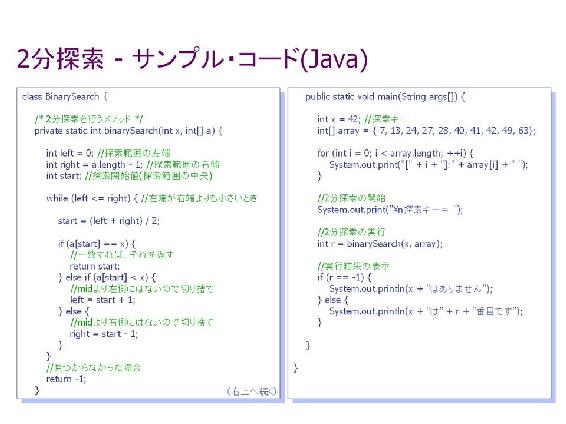 2分探索 - サンプル・コード(Java)
class BinarySearch {
/* 2分探索を行うメソッド */
private static int binarySearch(int x, int[] a) {
int left = 0; //探索範囲の左端
int right = a.length - 1; //探索範囲の右端
int start; //探索開始値(探索範囲の中央)
while (left <= right) { //左端が右端よりも小さいとき
start = (left + right) / 2;
if (a[start] == x) {
//一致すれば、それを返す
return start;
} else if (a[start] < x) {
//midより左側にはないので切り捨て
left = start + 1;
} else {
//midより右側にはないので切り捨て
right = start - 1;
}
}
//見つからなかった場合
return -1;
}
(右上へ続く)
public static void main(String args[]) {
int x = 42; //探索キー
int[] array = { 7, 13, 24, 27, 28, 40, 41, 42, 49, 63};
for (int i = 0; i < array.length; ++i) {
System.out.print("[" + i + "]:" + array[i] + " ");
}
//2分探索の開始
System.out.print("¥n探索キー= ");
//2分探索の実行
int r = binarySearch(x, array);
//実行結果の表示
if (r == -1) {
System.out.println(x + "はありません");
} else {
System.out.println(x + "は" + r + "番目です");
}
}
}